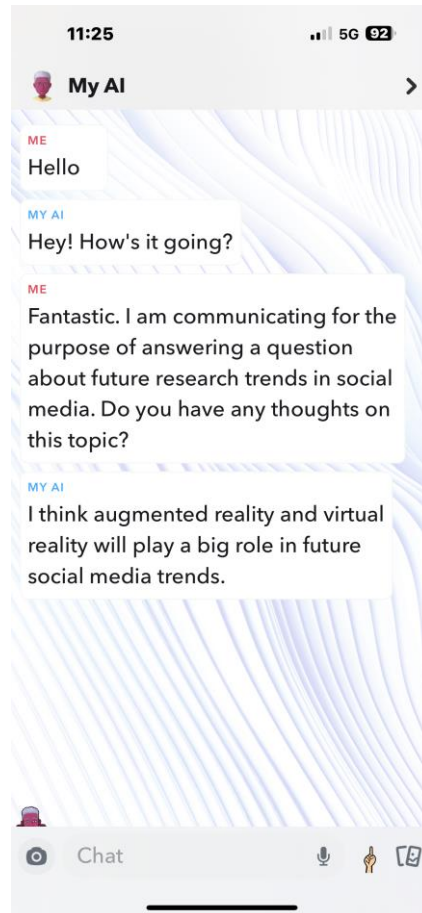 11:25
5G 92
My AI
ME
Hello
MY AI
Hey! How's it going?
ME
Fantastic. I am communicating for the
purpose of answering a question
about future research trends in social
media. Do you have any thoughts on
this topic?
MY AI
I think augmented reality and virtual
reality will play a big role in future
social media trends.
Chat